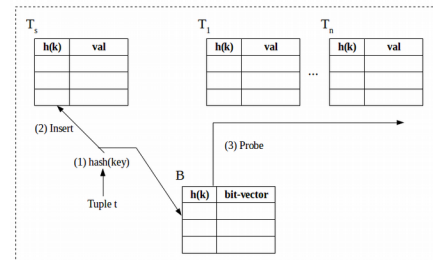 Ts
T1
Tn
h(k) val
h(k) val
h(k) val
...
(2) Insert
(3) Probe
(1) hash(key)
B
h(k) bit-vector
Tuple t